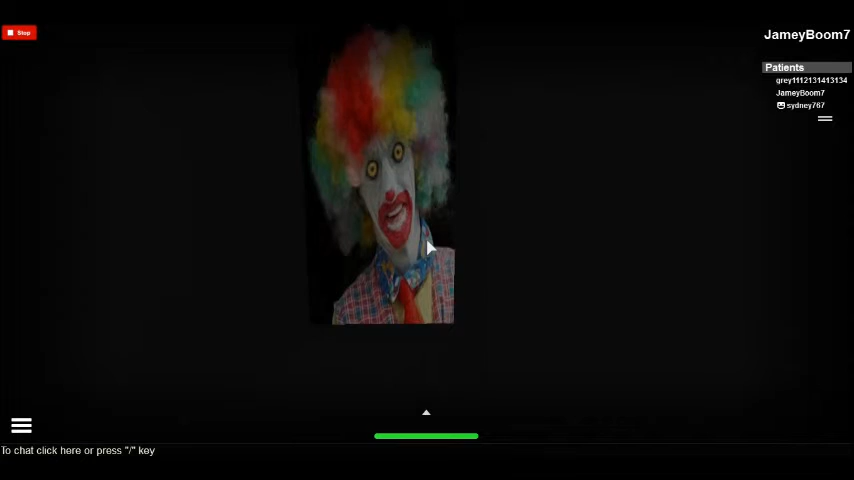 Stop
JameyBoom7
Patients
grey1112131413134
JameyBoom7
sydney767
To chat click here or press "/" key